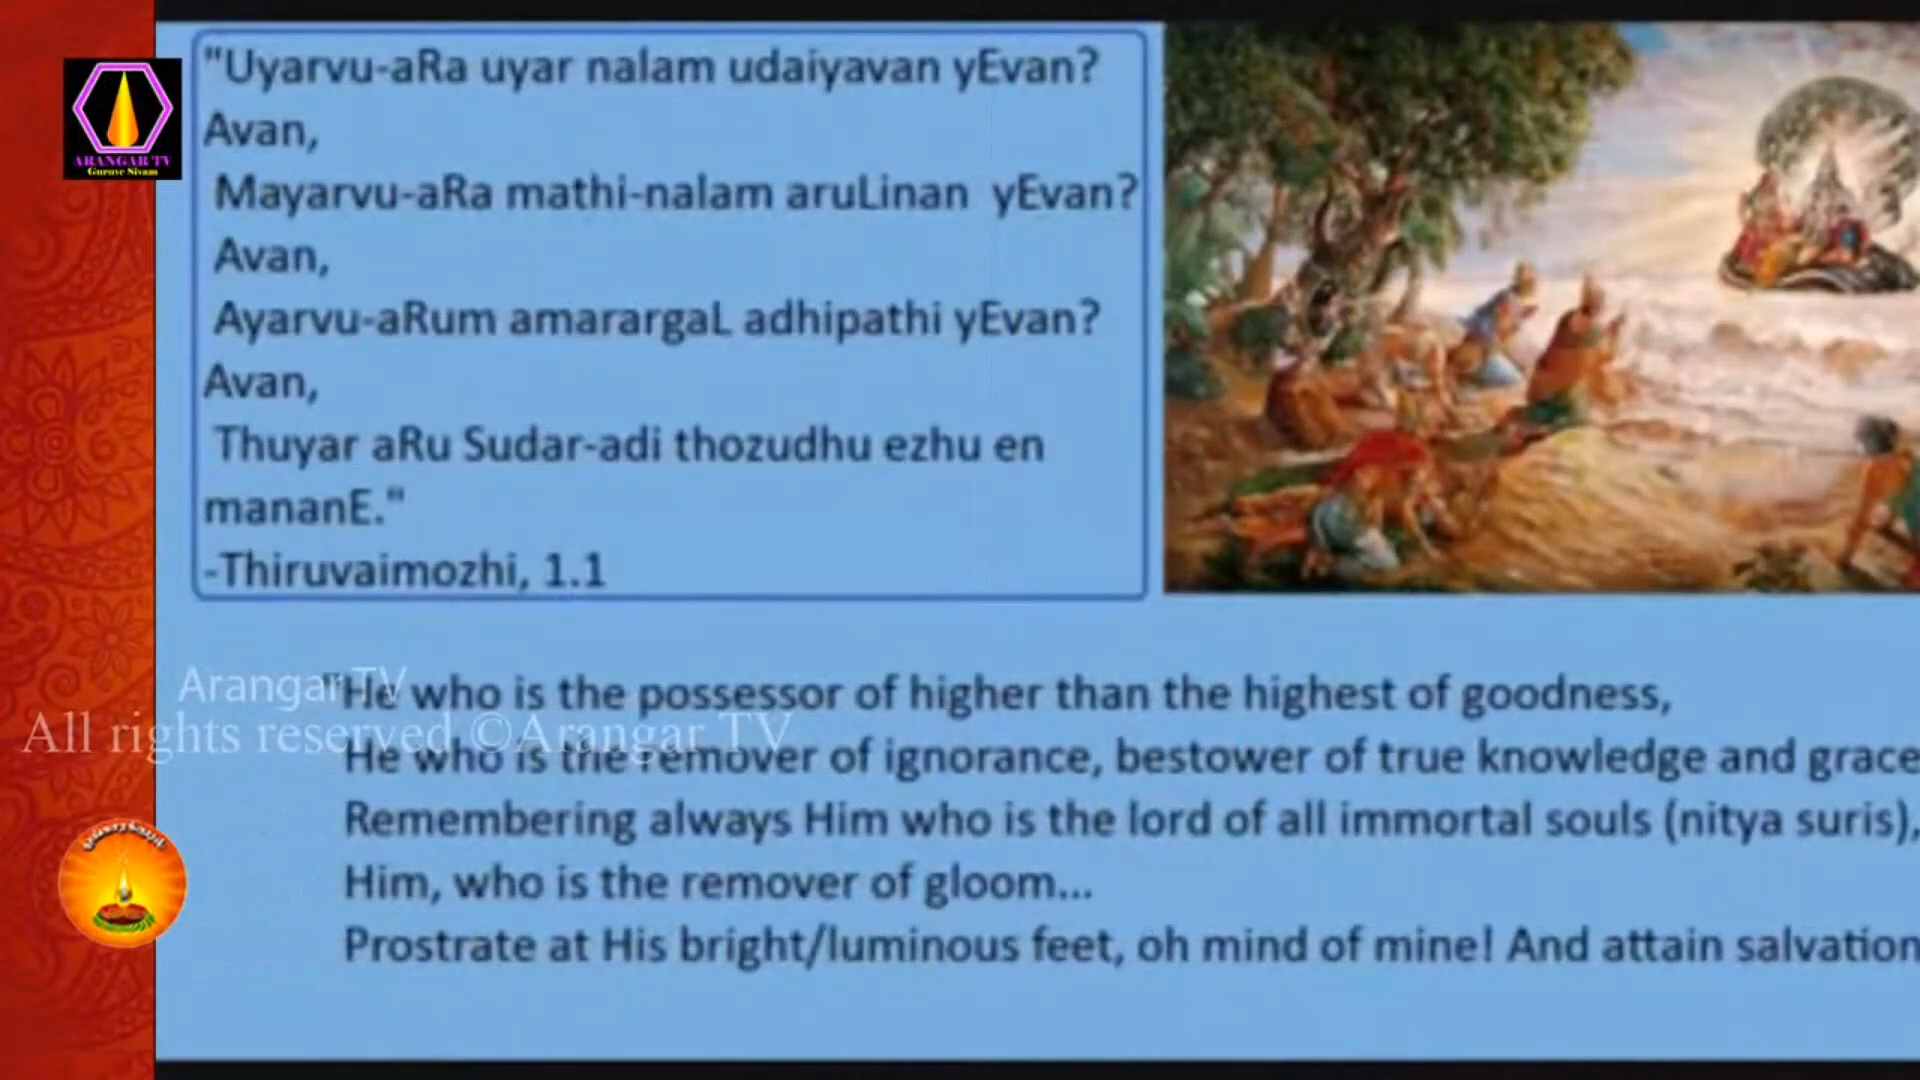 "Uyarvu-aRa uyar nalam udaiyavan yEvan?
Avan,
Mayarvu-aRa mathi-nalam aruLinan yEvan?
Avan,
Ayarvu-aRum amarargaL adhipathi yEvan?
Avan,
Thuyar aRu Sudar-adi thozudhu ezhu en
mananE."
-Thiruvaimozhi, 1.1
ARANGAR TV
Guruve Sivam
"He who is the possessor of higher than the highest of goodness,
He who is the remover of ignorance, bestower of true knowledge and grace
Remembering always Him who is the lord of all immortal souls (nitya suris),
Him, who is the remover of gloom...
Prostrate at His bright/luminous feet, oh mind of mine! And attain salvation
ArangarTV
All rights reserved ©Arangar TV